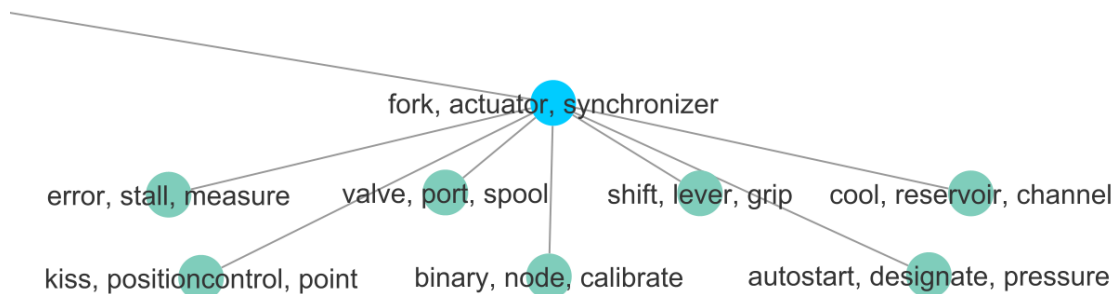 fork, actuator, synchronizer
error, stall, measure
valve, port, spool
shift, lever, grip
cool, reservoir, channel
kiss, positioncontrol, point
binary, node, calibrate
autostart, designate, pressure